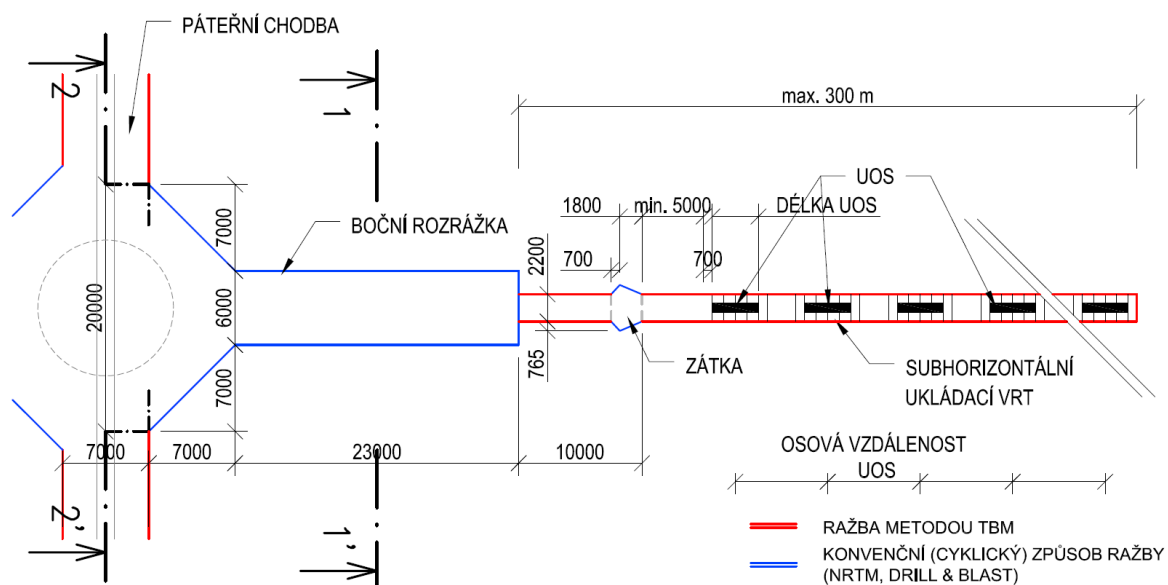 PÁTEŘNÍ CHODBA
2
1
max. 300 m
UOS
1800
min. 5000
DÉLKA UOS
BOČNÍ ROZRÁŽKA
7000
700
2200
700
20000
6000
ZÁTKA
765
SUBHORIZONTÁLNÍ
UKLÁDACÍ VRT
7000
7000
7000
23000
10000
OSOVÁ VZDÁLENOST
UOS
2'
1'
RAŽBA METODOU TBM
KONVENČNÍ (CYKLICKÝ) ZPŮSOB RAŽBY
(NRTM, DRILL & BLAST)